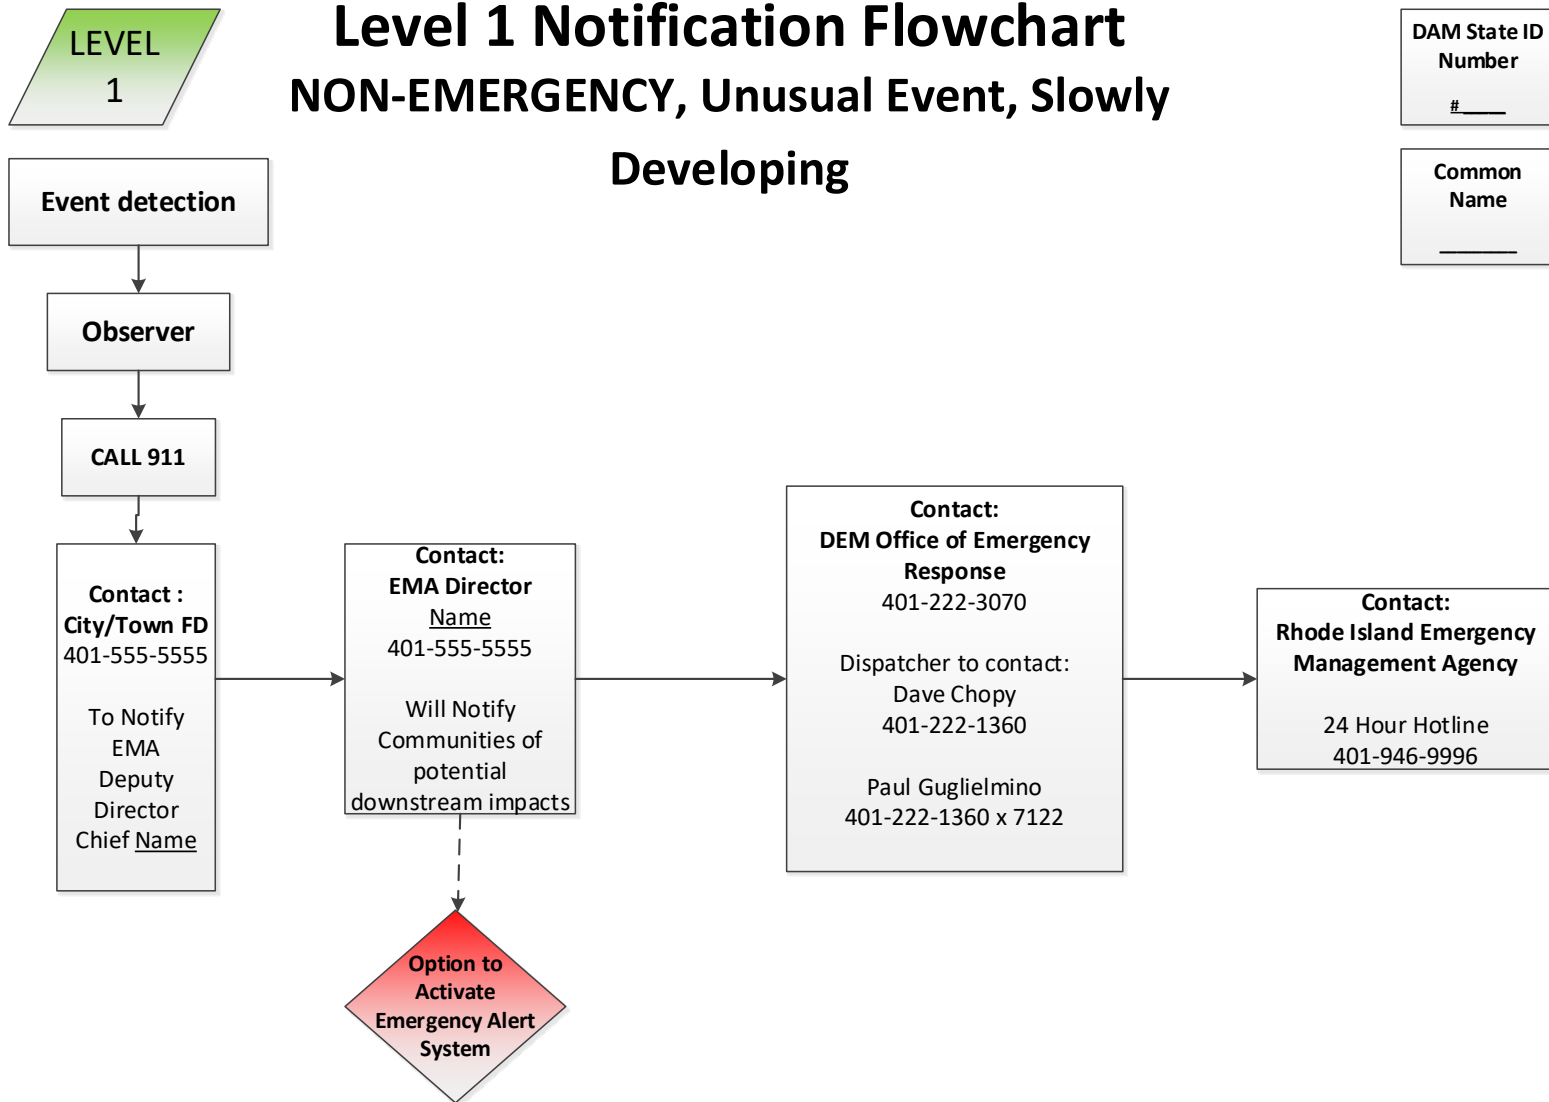 LEVEL
1
Level 1 Notification Flowchart
NON-EMERGENCY, Unusual Event, Slowly
Developing
DAM State ID
Number
#_____
Common
Name
_________
Event detection
Observer
CALL 911
Contact :
City/Town FD
401-555-5555
To Notify
EMA
Deputy
Director
Chief Name
Contact:
EMA Director
Name
401-555-5555
Will Notify
Communities of
potential
downstream impacts
Option to
Activate
Emergency Alert
System
Contact:
DEM Office of Emergency
Response
401-222-3070
Dispatcher to contact:
Dave Chopy
401-222-1360
Paul Guglielmino
401-222-1360 x 7122
Contact:
Rhode Island Emergency
Management Agency
24 Hour Hotline
401-946-9996